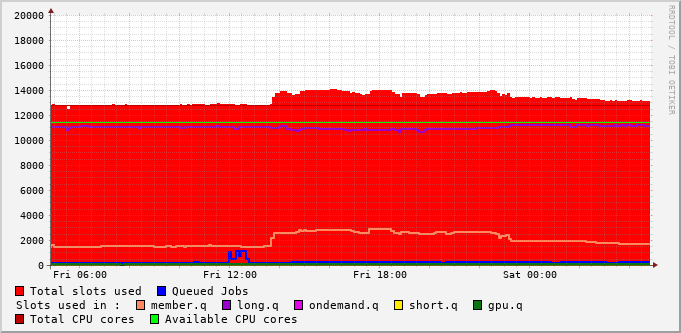 20000
18000
16000
14000
12000
10000
8000
6000
4000
2000
0
Fri 06:00 Fri 12:00 Fri 18:00 Sat 00:00
Total slots used Queued Jobs
Slots used in : member.q long.q ondemand.q short.q gpu.q
Total CPU cores Available CPU cores
RRDTOOL / TOBI OETIKER